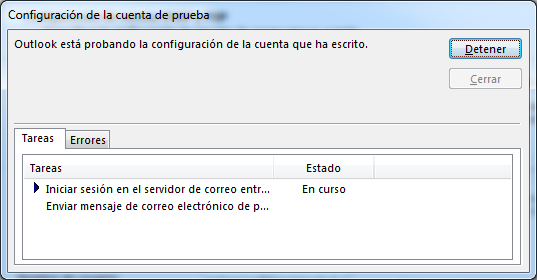 Configuración de la cuenta de prueba
Outlook está probando la configuración de la cuenta que ha escrito.
Detener
Cerrar
Tareas Errores
Tareas Estado
Iniciar sesión en el servidor de correo entr... En curso
Enviar mensaje de correo electrónico de p...